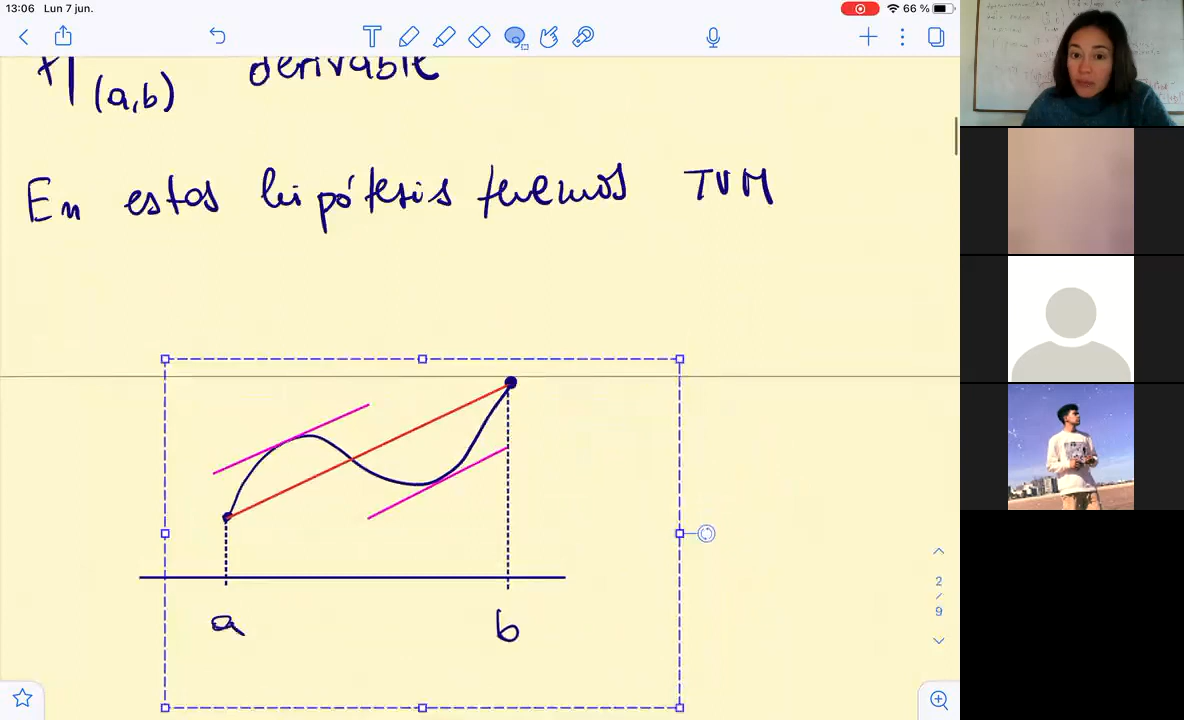 13:06 Lun 7 jun.
66 %
f|(a,b) derivable
En estas hipótesis tenemos TVM
a b
2
/
9